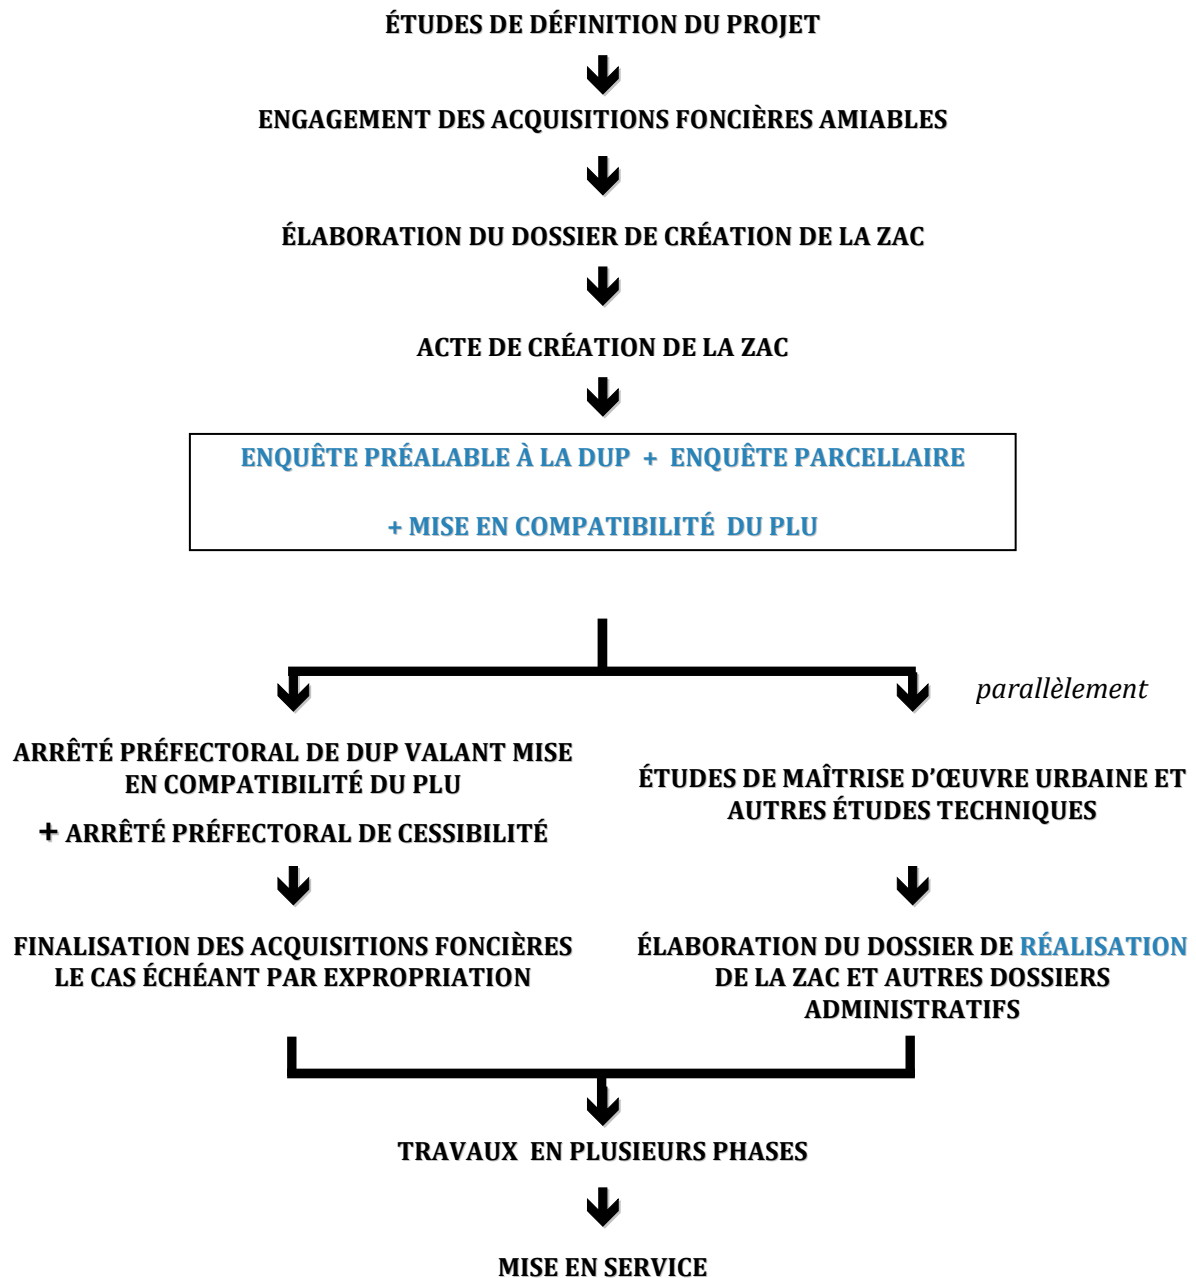 ÉTUDES DE DÉFINITION DU PROJET
ENGAGEMENT DES ACQUISITIONS FONCIÈRES AMIABLES
ÉLABORATION DU DOSSIER DE CRÉATION DE LA ZAC
ACTE DE CRÉATION DE LA ZAC
ENQUÊTE PRÉALABLE À LA DUP + ENQUÊTE PARCELLAIRE
+ MISE EN COMPATIBILITÉ DU PLU
parallèlement
ARRÊTÉ PRÉFECTORAL DE DUP VALANT MISE
EN COMPATIBILITÉ DU PLU
+ ARRÊTÉ PRÉFECTORAL DE CESSIBILITÉ
ÉTUDES DE MAÎTRISE D’ŒUVRE URBAINE ET
AUTRES ÉTUDES TECHNIQUES
FINALISATION DES ACQUISITIONS FONCIÈRES
LE CAS ÉCHÉANT PAR EXPROPRIATION
ÉLABORATION DU DOSSIER DE RÉALISATION
DE LA ZAC ET AUTRES DOSSIERS
ADMINISTRATIFS
TRAVAUX EN PLUSIEURS PHASES
MISE EN SERVICE